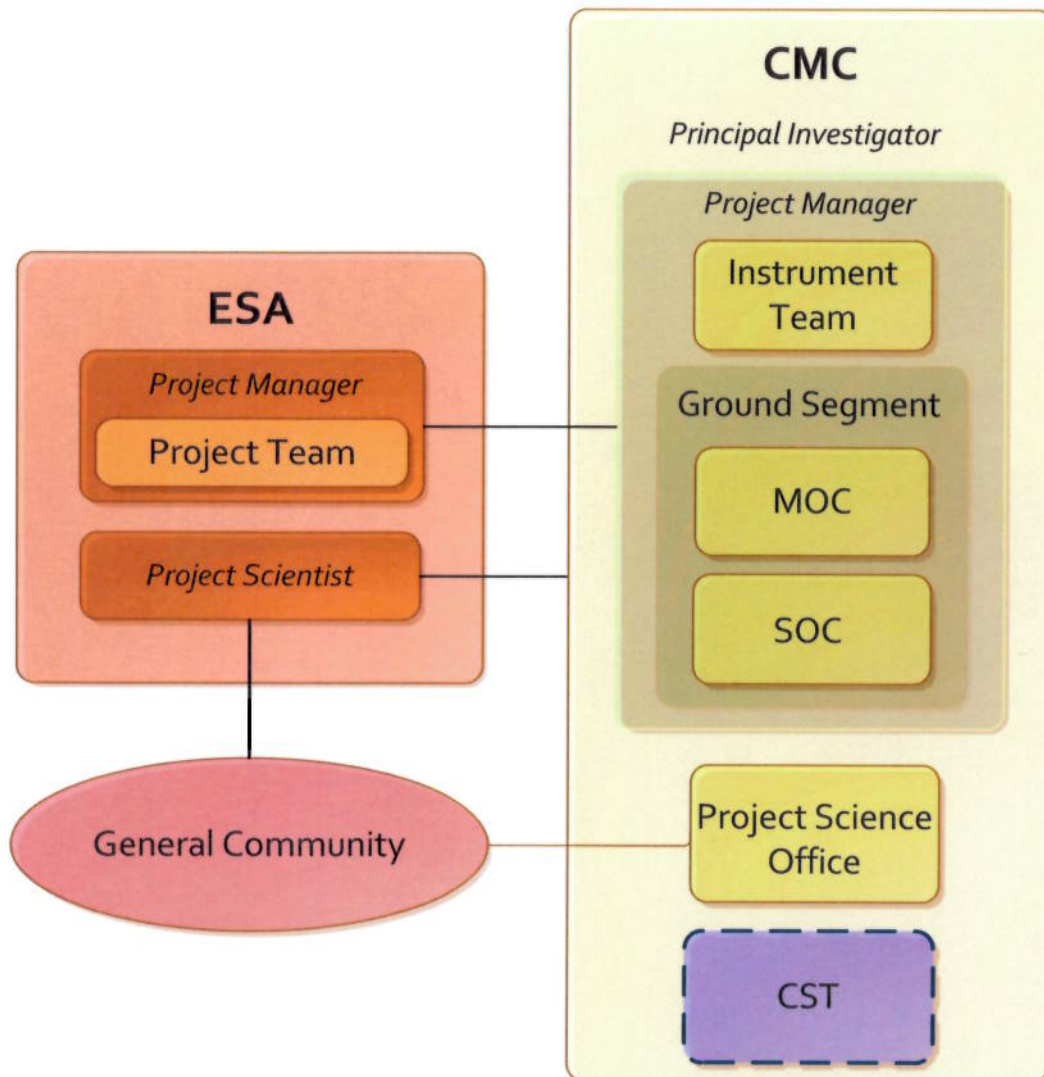 ESA
Project Manager
Project Team
Project Scientist
General Community
CMC
Principal Investigator
Project Manager
Instrument
Team
Ground Segment
MOC
SOC
Project Science
Office
CST